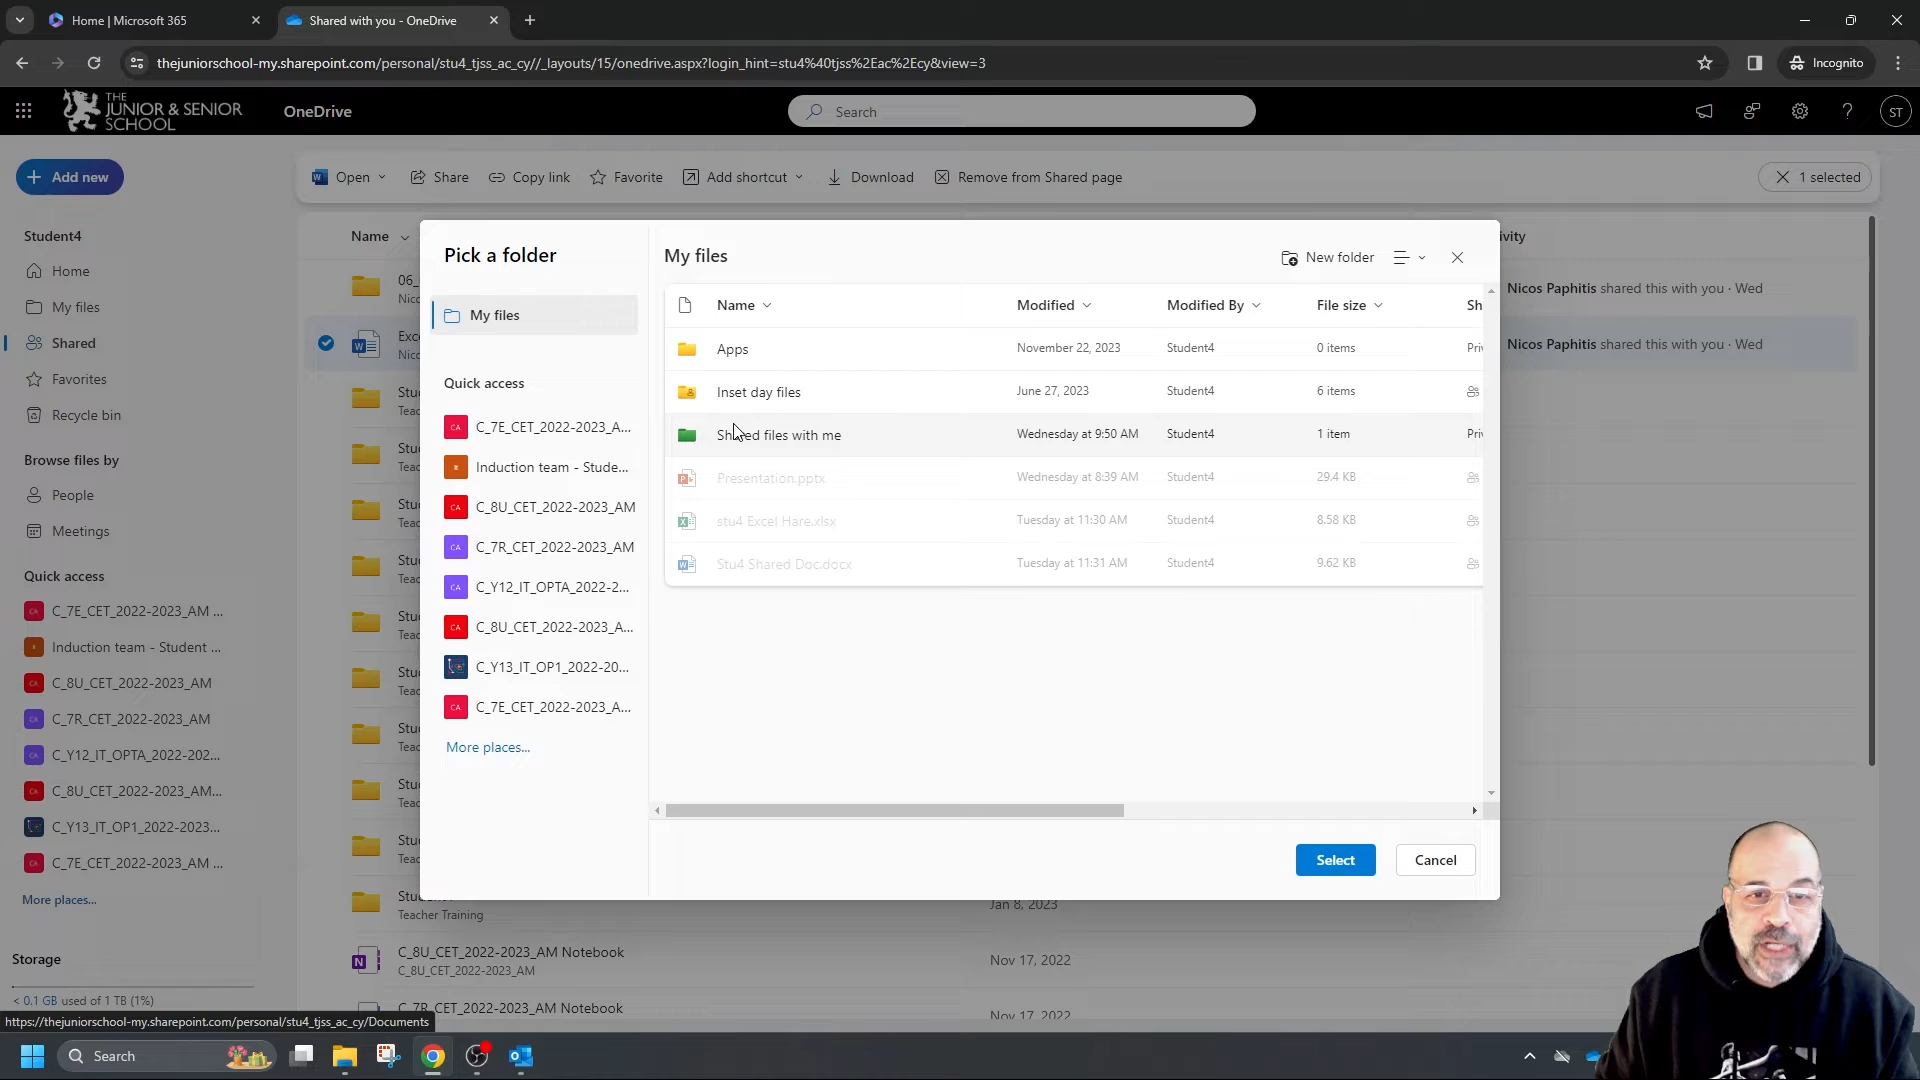 Home | Microsoft 365
Shared with you - OneDrive
thejuniorschool-my.sharepoint.com/personal/stu4_tjss_ac_cy//_layouts/15/onedrive.aspx?login_hint=stu4%40tjss%2Eac%2Ecy&view=3
Incognito
THE
JUNIOR & SENIOR
SCHOOL
OneDrive
Search
ST
Add new
Open
Share
Copy link
Favorite
Add shortcut
Download
Remove from Shared page
1 selected
Student4
Home
My files
Shared
Favorites
Recycle bin
Browse files by
People
Meetings
Quick access
C_7E_CET_2022-2023_AM ...
Induction team - Student ...
C_8U_CET_2022-2023_AM
C_7R_CET_2022-2023_AM
C_Y12_IT_OPTA_2022-202...
C_8U_CET_2022-2023_AM...
C_Y13_IT_OP1_2022-2023...
C_7E_CET_2022-2023_AM ...
More places...
Storage
< 0.1 GB used of 1 TB (1%)
https://thejuniorschool-my.sharepoint.com/personal/stu4_tjss_ac_cy/Documents
Name
ivity
Nicos Paphitis shared this with you · Wed
Nicos Paphitis shared this with you · Wed
Pick a folder
My files
Quick access
C_7E_CET_2022-2023_A...
Induction team - Stude...
C_8U_CET_2022-2023_AM
C_7R_CET_2022-2023_AM
C_Y12_IT_OPTA_2022-2...
C_8U_CET_2022-2023_A...
C_Y13_IT_OP1_2022-20...
C_7E_CET_2022-2023_A...
More places...
My files
New folder
Name Modified Modified By File size Sh
Apps November 22, 2023 Student4 0 items Pri
Inset day files June 27, 2023 Student4 6 items
Shared files with me Wednesday at 9:50 AM Student4 1 item Pri
Presentation.pptx Wednesday at 8:39 AM Student4 29.4 KB
stu4 Excel Hare.xlsx Tuesday at 11:30 AM Student4 8.58 KB
Stu4 Shared Doc.docx Tuesday at 11:31 AM Student4 9.62 KB
Select
Cancel
Teacher Training
Jan 8, 2023
C_8U_CET_2022-2023_AM Notebook
C_8U_CET_2022-2023_AM
Nov 17, 2022
C_7R_CET_2022-2023_AM Notebook
Nov 17, 2022
Search